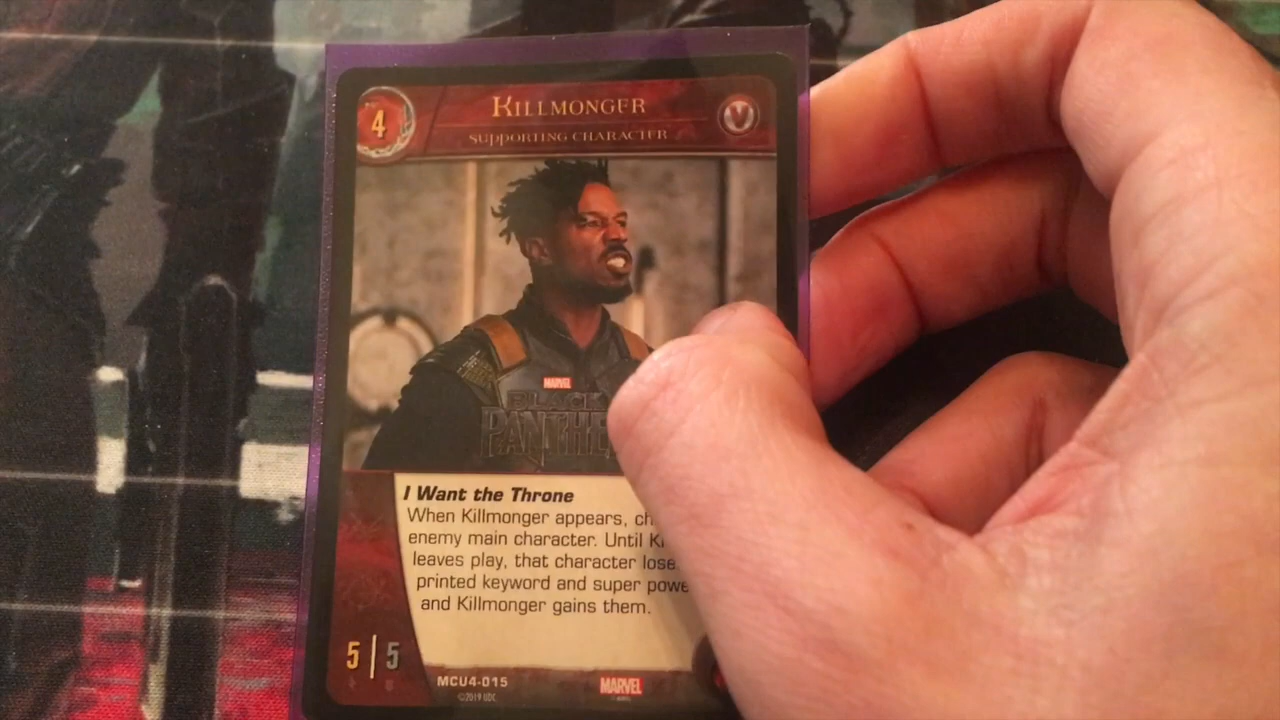 4
KILLMONGER
SUPPORTING CHARACTER
V
MARVEL
BLACK
PANTHE
I Want the Throne
When Killmonger appears, ch
enemy main character. Until Ki
leaves play, that character lose
printed keyword and super powe
and Killmonger gains them.
5 | 5
MCU4-015
©2019 UDC
MARVEL